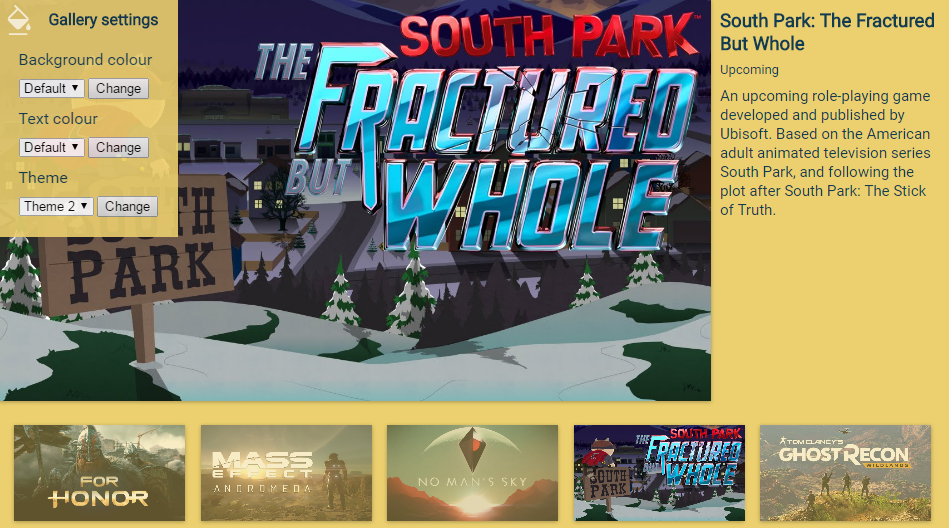 Gallery settings
Background colour
Default Change
Text colour
Default Change
Theme
Theme 2 Change
SOUTH PARK™
THE
FRACTURED
BUT
WHOLE
SOUTH
PARK
South Park: The Fractured
But Whole
Upcoming
An upcoming role-playing game
developed and published by
Ubisoft. Based on the American
adult animated television series
South Park, and following the
plot after South Park: The Stick
of Truth.
FOR
HONOR
MASS
EFFECT
ANDROMEDA
NO MAN'S SKY
SOUTH PARK
THE
FRACTURED
BUT
WHOLE
SOUTH
PARK
TOM CLANCY'S
GHOST RECON
WILDLANDS